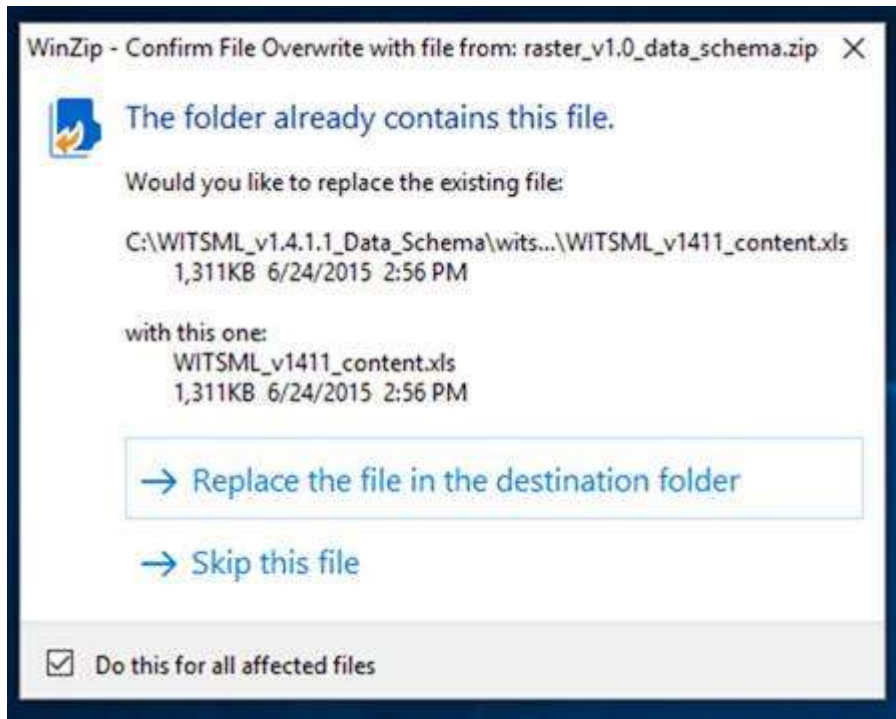 WinZip - Confirm File Overwrite with file from: raster_v1.0_data_schema.zip
The folder already contains this file.
Would you like to replace the existing file:
C:\WITSML_v1.4.1.1_Data_Schema\wits...\WITSML_v1411_content.xls
1,311KB 6/24/2015 2:56 PM
with this one:
WITSML_v1411_content.xls
1,311KB 6/24/2015 2:56 PM
→ Replace the file in the destination folder
→ Skip this file
Do this for all affected files